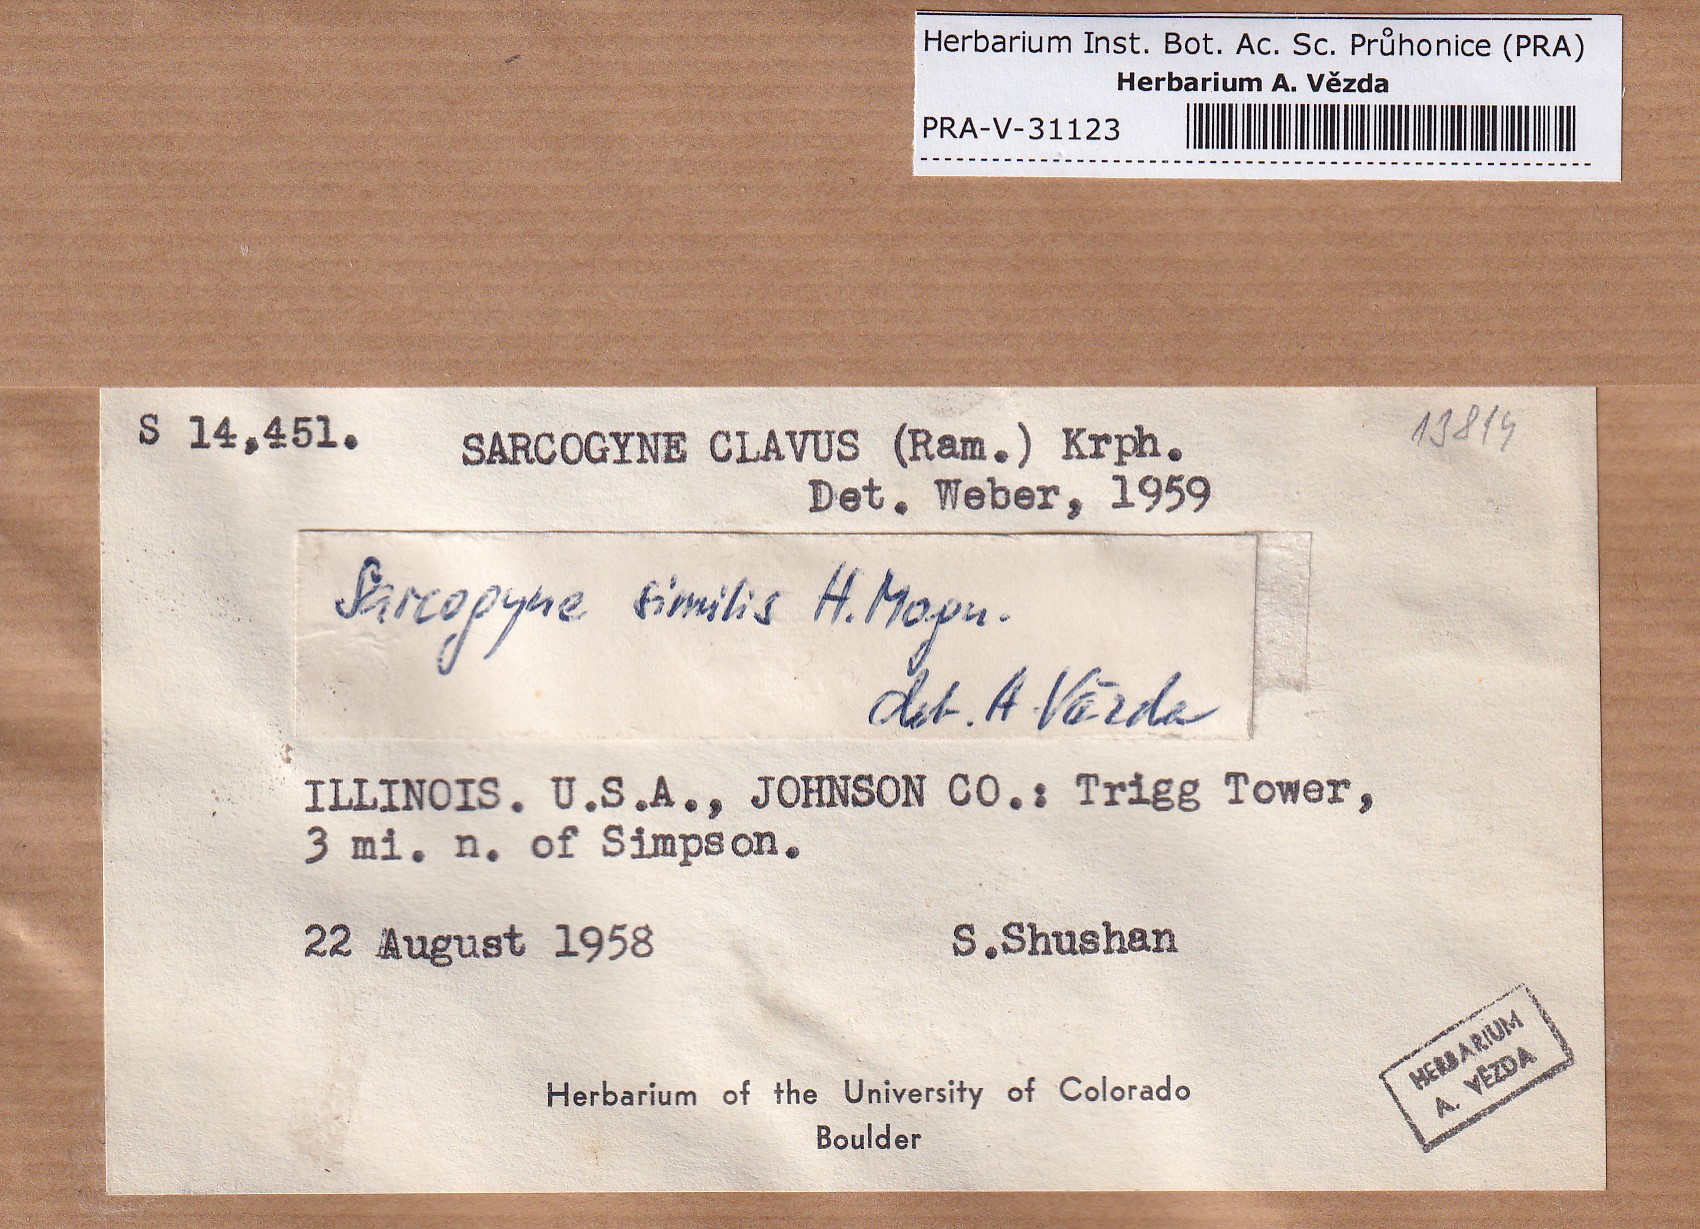 Herbarium Inst. Bot. Ac. Sc. Průhonice (PRA)
Herbarium A. Vězda
PRA-V-31123
S 14,451.
13814
SARCOGYNE CLAVUS (Ram.) Krph.
Det. Weber, 1959
Sarcogyne similis H. Magn.
det. A Vězda
ILLINOIS. U.S.A., JOHNSON CO.: Trigg Tower,
3 mi. n. of Simpson.
22 August 1958 S.Shushan
HERBARIUM
A. VĚZDA
Herbarium of the University of Colorado
Boulder